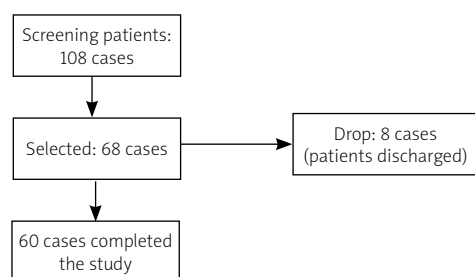 Screening patients:
108 cases
Selected: 68 cases
Drop: 8 cases
(patients discharged)
60 cases completed
the study